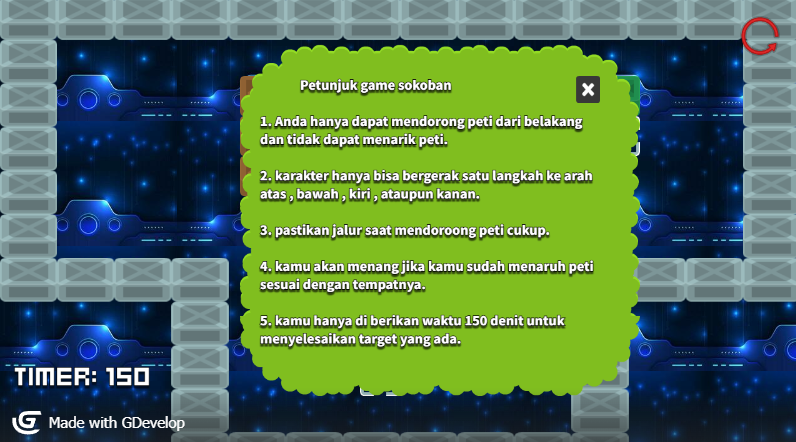 Petunjuk game sokoban
1. Anda hanya dapat mendorong peti dari belakang
dan tidak dapat menarik peti.
2. karakter hanya bisa bergerak satu langkah ke arah
atas , bawah , kiri , ataupun kanan.
3. pastikan jalur saat mendoroong peti cukup.
4. kamu akan menang jika kamu sudah menaruh peti
sesuai dengan tempatnya.
5. kamu hanya di berikan waktu 150 denit untuk
menyelesaikan target yang ada.
TIMER: 150
Made with GDevelop